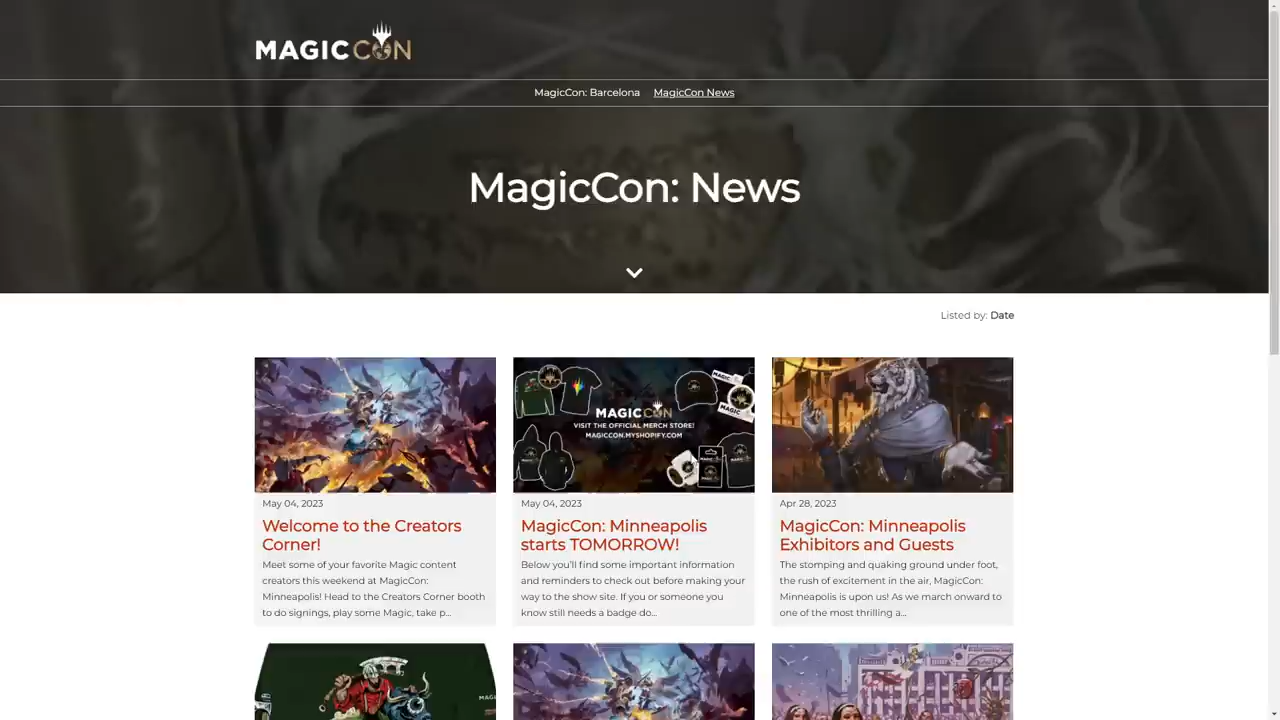 MAGICCON
MagicCon: Barcelona MagicCon News
MagicCon: News
Listed by: Date
MAGICCON
VISIT THE OFFICIAL MERCH STORE!
MAGICCON.MYSHOPIFY.COM
MAGIC
May 04, 2023
Welcome to the Creators
Corner!
Meet some of your favorite Magic content
creators this weekend at MagicCon:
Minneapolis! Head to the Creators Corner booth
to do signings, play some Magic, take p...
May 04, 2023
MagicCon: Minneapolis
starts TOMORROW!
Below you'll find some important information
and reminders to check out before making your
way to the show site. If you or someone you
know still needs a badge do...
Apr 28, 2023
MagicCon: Minneapolis
Exhibitors and Guests
The stomping and quaking ground under foot,
the rush of excitement in the air, MagicCon:
Minneapolis is upon us! As we march onward to
one of the most thrilling a...